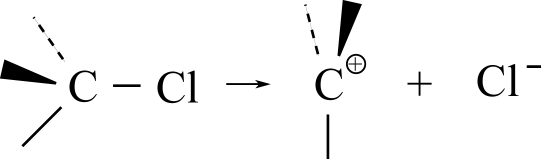 C – Cl → C⊕ + Cl⁻